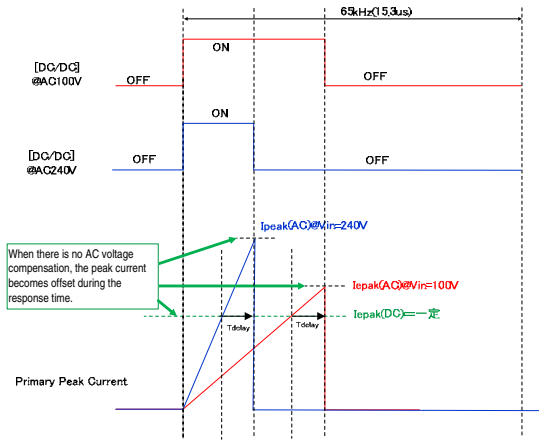 65kHz(15.3us)
ON
[DC/DC]
@AC100V
OFF
OFF
ON
[DC/DC]
@AC240V
OFF
OFF
Ipeak(AC)@Vin=240V
When there is no AC voltage
compensation, the peak current
becomes offset during the
response time.
Iepak(AC)@Vin=100V
Iepak(DC)=一定
Tdelay
Tdelay
Primary Peak Current